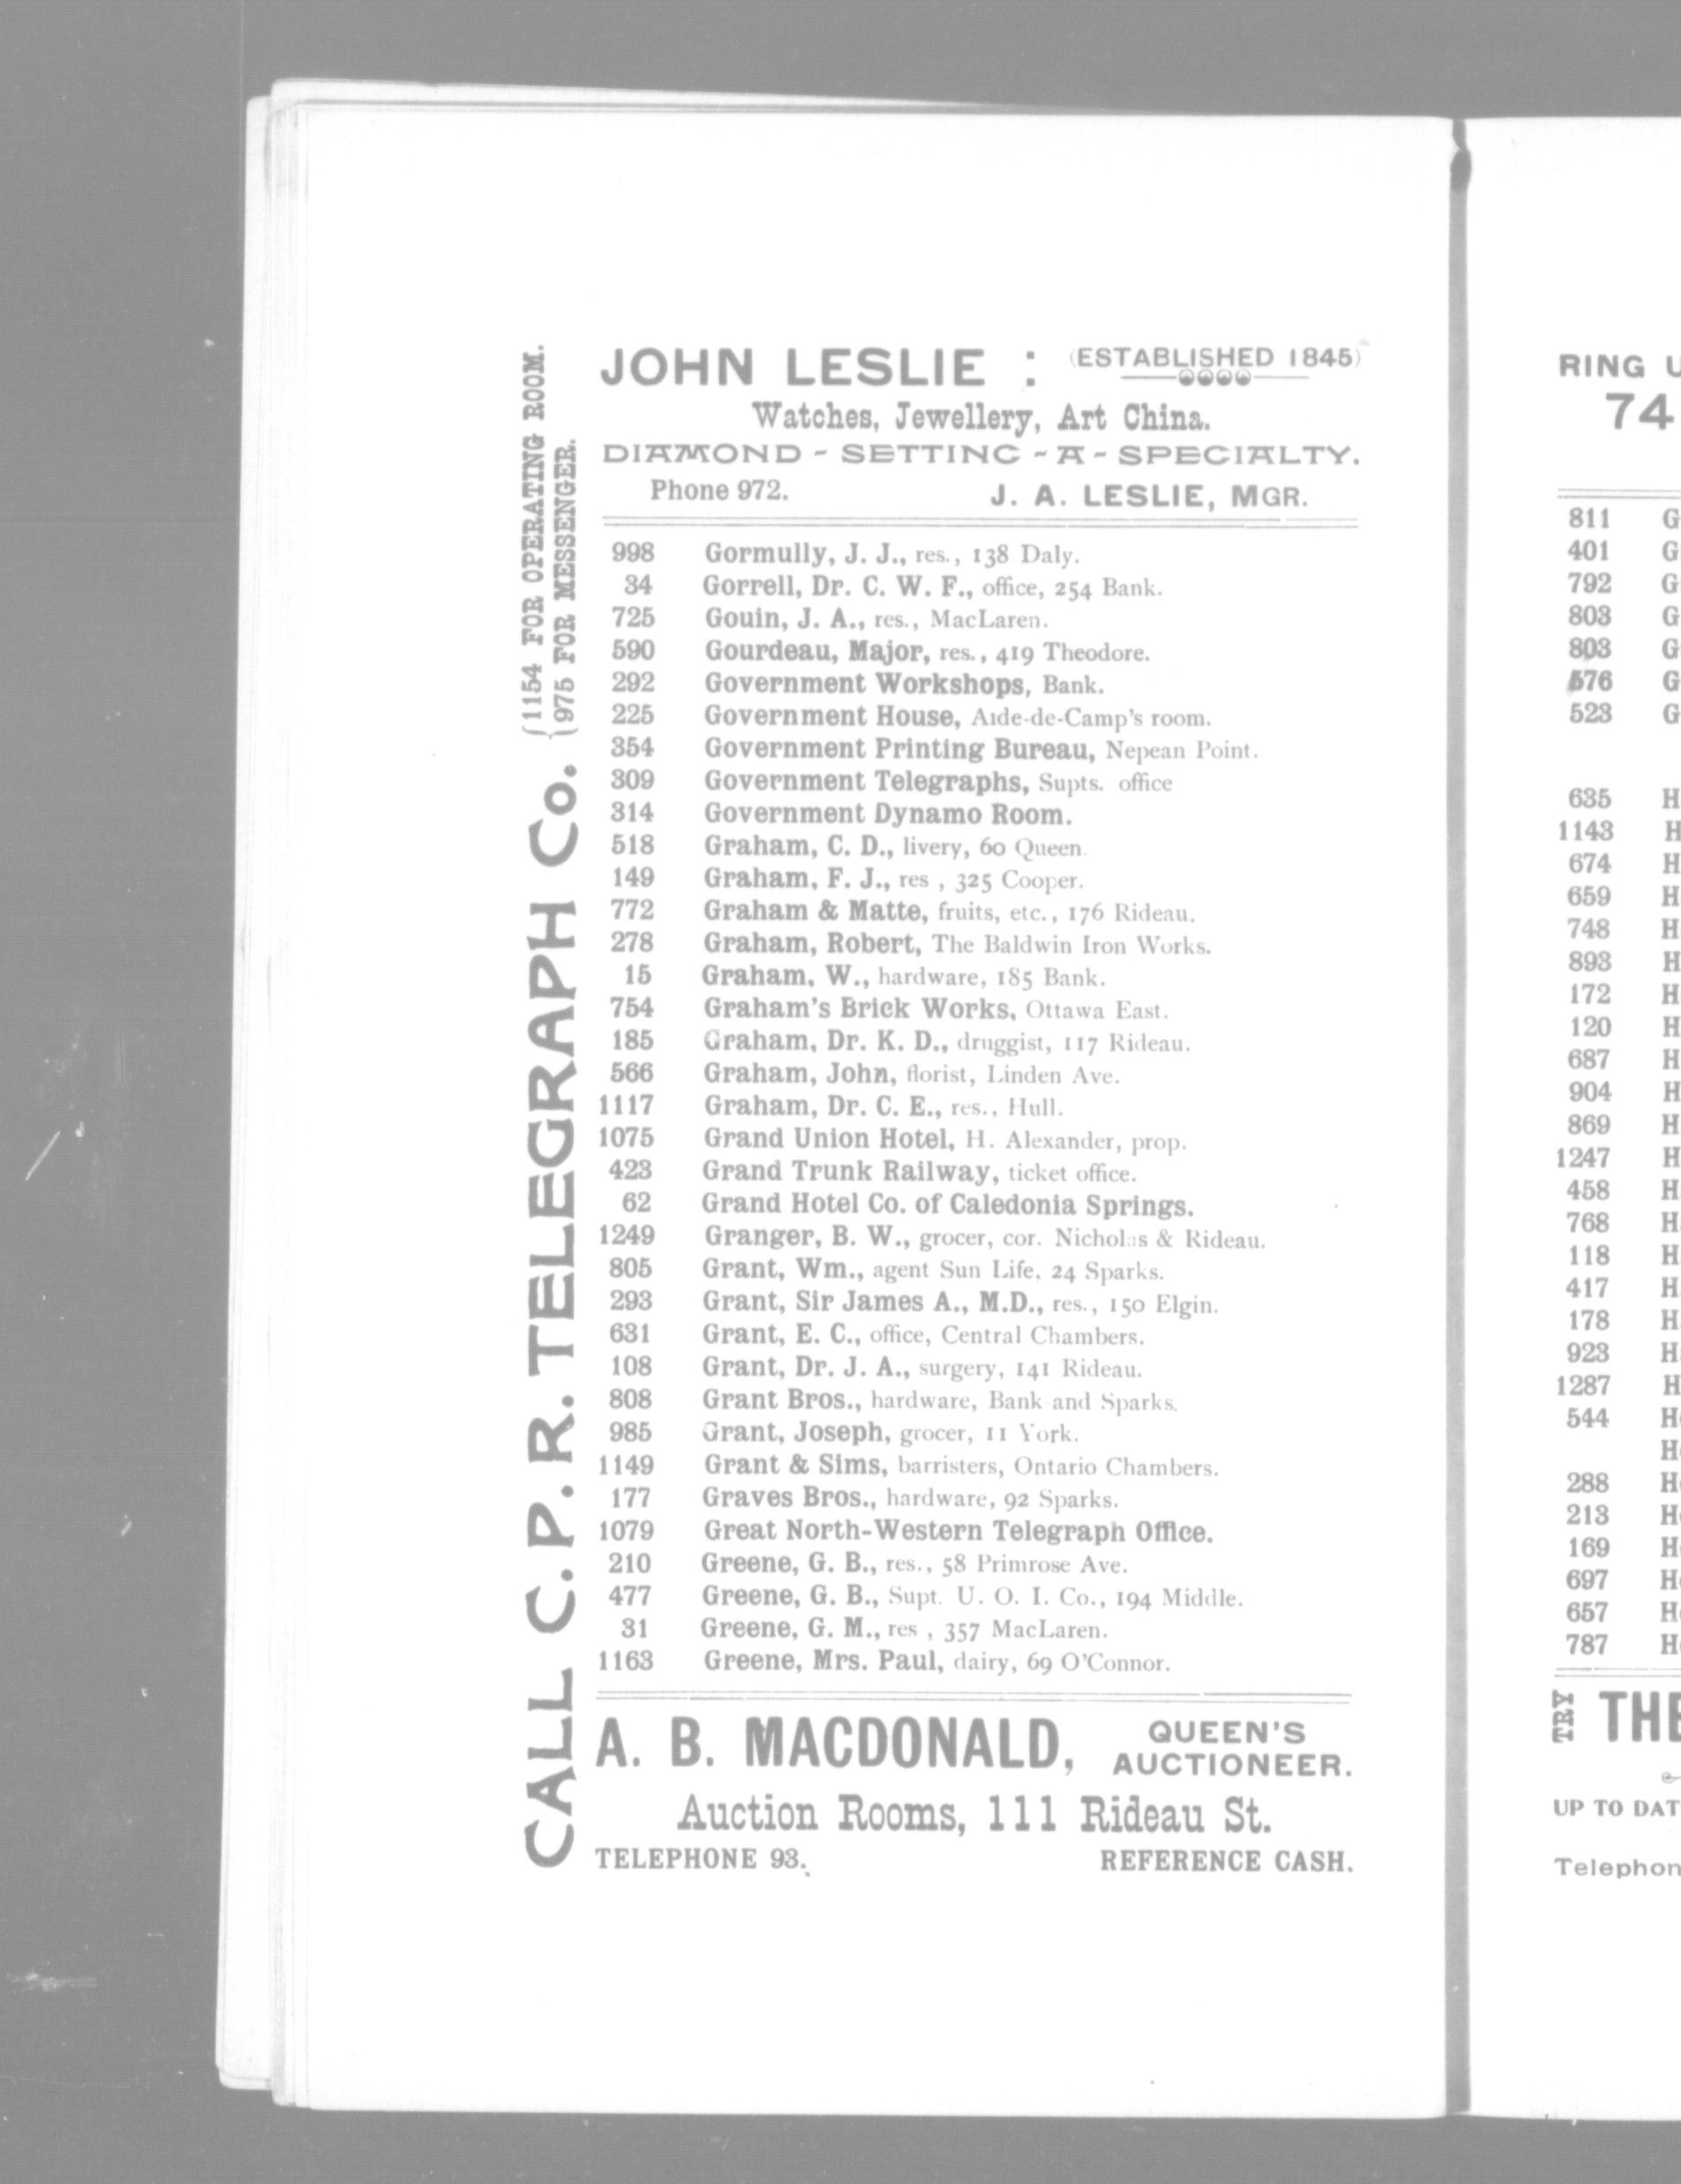 CALL C.P.R. TELEGRAPH Co. {1154 FOR OPERATING ROOM.
{975 FOR MESSENGER.
JOHN LESLIE : (ESTABLISHED 1845)
Watches, Jewellery, Art China.
DIAMOND - SETTING - A - SPECIALTY.
Phone 972. J. A. LESLIE, MGR.
998 Gormully, J. J., res., 138 Daly.
34 Gorrell, Dr. C. W. F., office, 254 Bank.
725 Gouin, J. A., res., MacLaren.
590 Gourdeau, Major, res., 419 Theodore.
292 Government Workshops, Bank.
225 Government House, Aide-de-Camp's room.
354 Government Printing Bureau, Nepean Point.
309 Government Telegraphs, Supts. office
314 Government Dynamo Room.
518 Graham, C. D., livery, 60 Queen.
149 Graham, F. J., res , 325 Cooper.
772 Graham & Matte, fruits, etc., 176 Rideau.
278 Graham, Robert, The Baldwin Iron Works.
15 Graham, W., hardware, 185 Bank.
754 Graham's Brick Works, Ottawa East.
185 Graham, Dr. K. D., druggist, 117 Rideau.
566 Graham, John, florist, Linden Ave.
1117 Graham, Dr. C. E., res., Hull.
1075 Grand Union Hotel, H. Alexander, prop.
423 Grand Trunk Railway, ticket office.
62 Grand Hotel Co. of Caledonia Springs.
1249 Granger, B. W., grocer, cor. Nicholas & Rideau.
805 Grant, Wm., agent Sun Life, 24 Sparks.
293 Grant, Sir James A., M.D., res., 150 Elgin.
631 Grant, E. C., office, Central Chambers.
108 Grant, Dr. J. A., surgery, 141 Rideau.
808 Grant Bros., hardware, Bank and Sparks.
985 Grant, Joseph, grocer, 11 York.
1149 Grant & Sims, barristers, Ontario Chambers.
177 Graves Bros., hardware, 92 Sparks.
1079 Great North-Western Telegraph Office.
210 Greene, G. B., res., 58 Primrose Ave.
477 Greene, G. B., Supt. U. O. I. Co., 194 Middle.
31 Greene, G. M., res , 357 MacLaren.
1163 Greene, Mrs. Paul, dairy, 69 O'Connor.
A. B. MACDONALD, QUEEN'S
AUCTIONEER.
Auction Rooms, 111 Rideau St.
TELEPHONE 93. REFERENCE CASH.
RING U
74
811 G
401 G
792 G
803 G
803 G
576 G
523 G
635 H
1143 H
674 H
659 H
748 H
893 H
172 H
120 H
687 H
904 H
869 H
1247 H
458 H
768 H
118 H
417 H
178 H
923 H
1287 H
544 H
H
288 H
213 H
169 H
697 H
657 H
787 H
TRY THE
UP TO DAT
Telephon